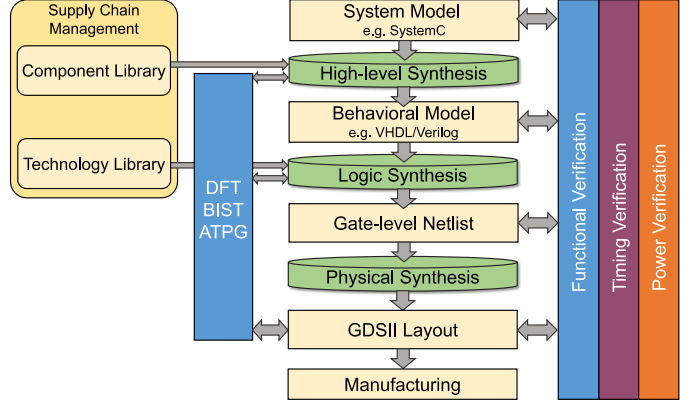 Supply Chain
Management
Component Library
Technology Library
DFT
BIST
ATPG
System Model
e.g. SystemC
High-level Synthesis
Behavioral Model
e.g. VHDL/Verilog
Logic Synthesis
Gate-level Netlist
Physical Synthesis
GDSII Layout
Manufacturing
Functional Verification
Timing Verification
Power Verification